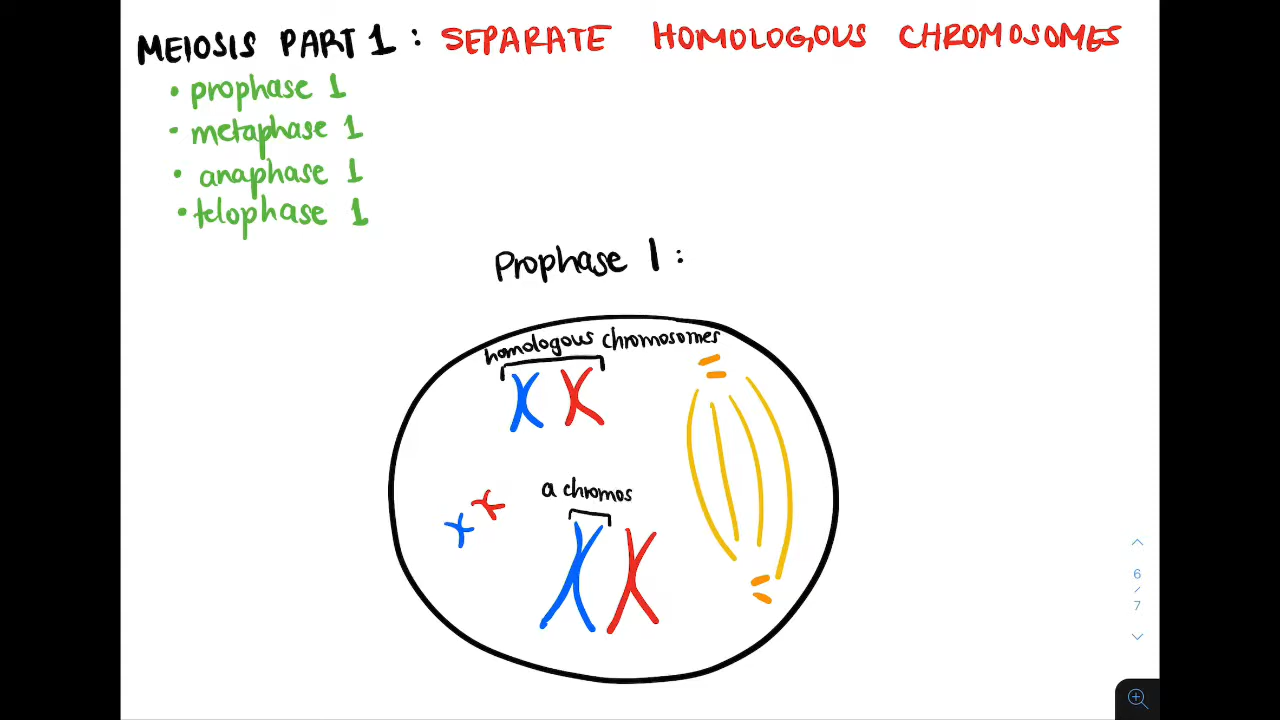 MEIOSIS PART 1 : SEPARATE HOMOLOGOUS CHROMOSOMES
• prophase 1
• metaphase 1
• anaphase 1
• telophase 1
Prophase 1 :
homologous chromosomes
a chromos
6
/
7